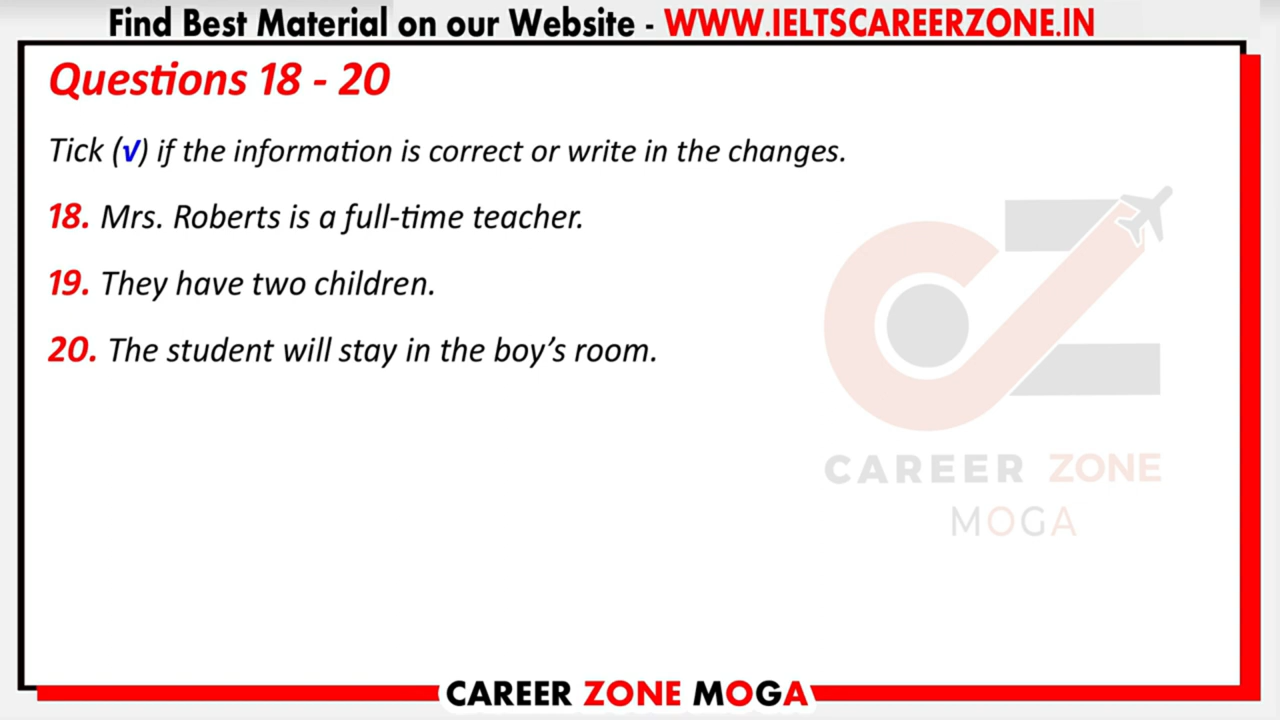 Find Best Material on our Website - WWW.IELTSCAREERZONE.IN
Questions 18 - 20
Tick (√) if the information is correct or write in the changes.
18. Mrs. Roberts is a full-time teacher.
19. They have two children.
20. The student will stay in the boy’s room.
CZ
CAREER ZONE
MOGA
CAREER ZONE MOGA